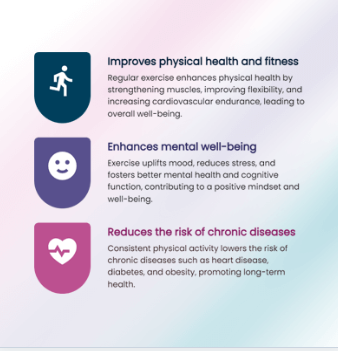 Improves physical health and fitness
Regular exercise enhances physical health by
strengthening muscles, improving flexibility, and
increasing cardiovascular endurance, leading to
overall well-being.
Enhances mental well-being
Exercise uplifts mood, reduces stress, and
fosters better mental health and cognitive
function, contributing to a positive mindset and
well-being.
Reduces the risk of chronic diseases
Consistent physical activity lowers the risk of
chronic diseases such as heart disease,
diabetes, and obesity, promoting long-term
health.